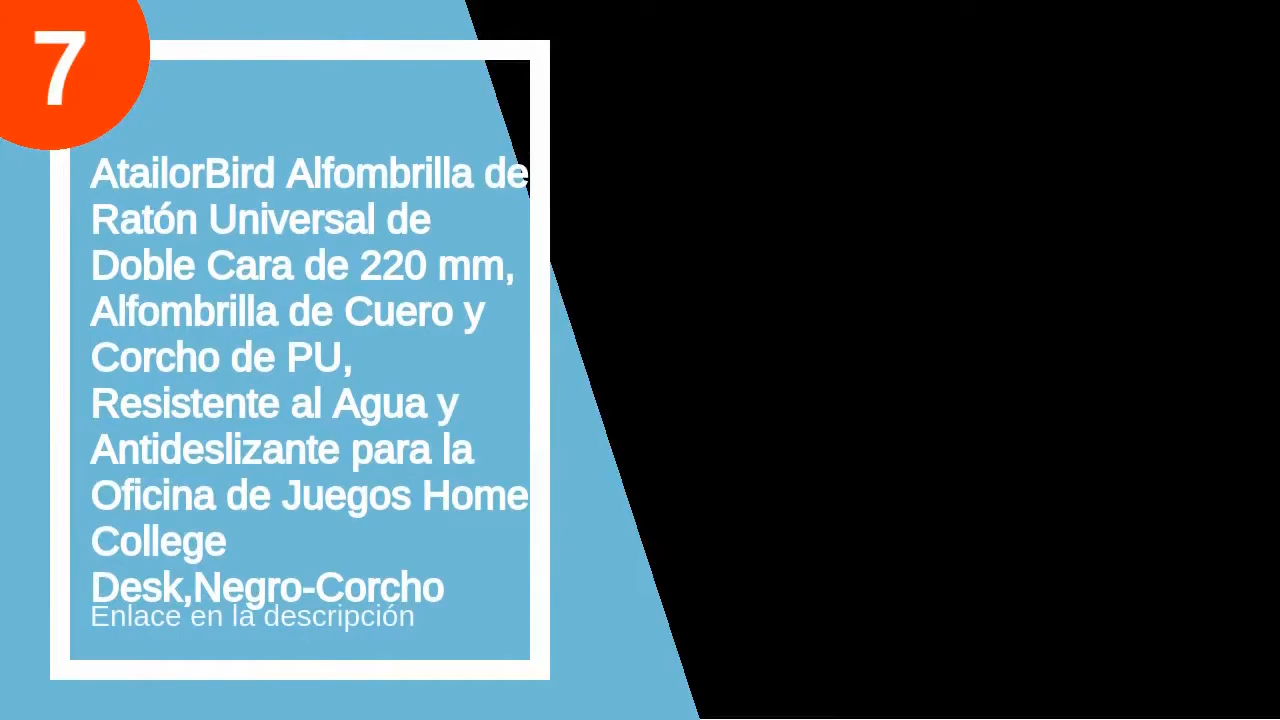 7
AtailorBird Alfombrilla de
Ratón Universal de
Doble Cara de 220 mm,
Alfombrilla de Cuero y
Corcho de PU,
Resistente al Agua y
Antideslizante para la
Oficina de Juegos Home
College
Desk,Negro-Corcho
Enlace en la descripción